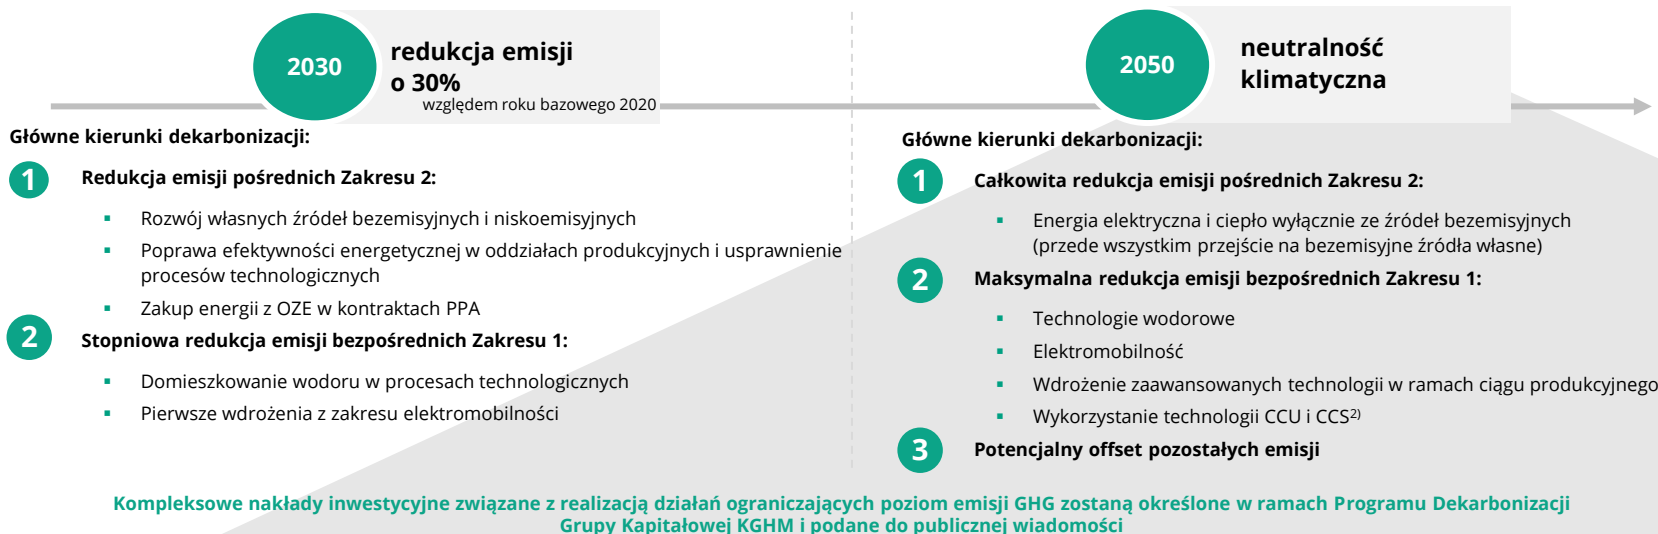 2030
redukcja emisji
o 30%
względem roku bazowego 2020
Główne kierunki dekarbonizacji:
1
Redukcja emisji pośrednich Zakresu 2:
▪ Rozwój własnych źródeł bezemisyjnych i niskoemisyjnych
▪ Poprawa efektywności energetycznej w oddziałach produkcyjnych i usprawnienie
procesów technologicznych
▪ Zakup energii z OZE w kontraktach PPA
2
Stopniowa redukcja emisji bezpośrednich Zakresu 1:
▪ Domieszkowanie wodoru w procesach technologicznych
▪ Pierwsze wdrożenia z zakresu elektromobilności
2050
neutralność
klimatyczna
Główne kierunki dekarbonizacji:
1
Całkowita redukcja emisji pośrednich Zakresu 2:
▪ Energia elektryczna i ciepło wyłącznie ze źródeł bezemisyjnych
(przede wszystkim przejście na bezemisyjne źródła własne)
2
Maksymalna redukcja emisji bezpośrednich Zakresu 1:
▪ Technologie wodorowe
▪ Elektromobilność
▪ Wdrożenie zaawansowanych technologii w ramach ciągu produkcyjnego
▪ Wykorzystanie technologii CCU i CCS2)
3
Potencjalny offset pozostałych emisji
Kompleksowe nakłady inwestycyjne związane z realizacją działań ograniczających poziom emisji GHG zostaną określone w ramach Programu Dekarbonizacji
Grupy Kapitałowej KGHM i podane do publicznej wiadomości